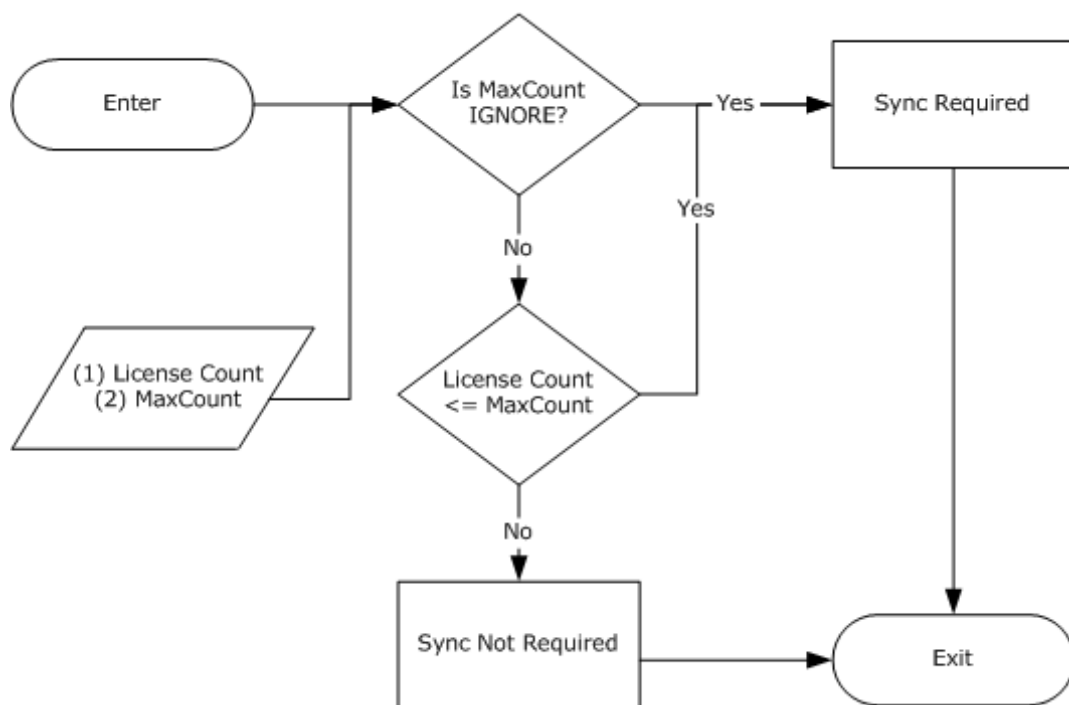 Enter
Is MaxCount
IGNORE?
Yes
Sync Required
Yes
No
(1) License Count
(2) MaxCount
License Count
<= MaxCount
No
Sync Not Required
Exit